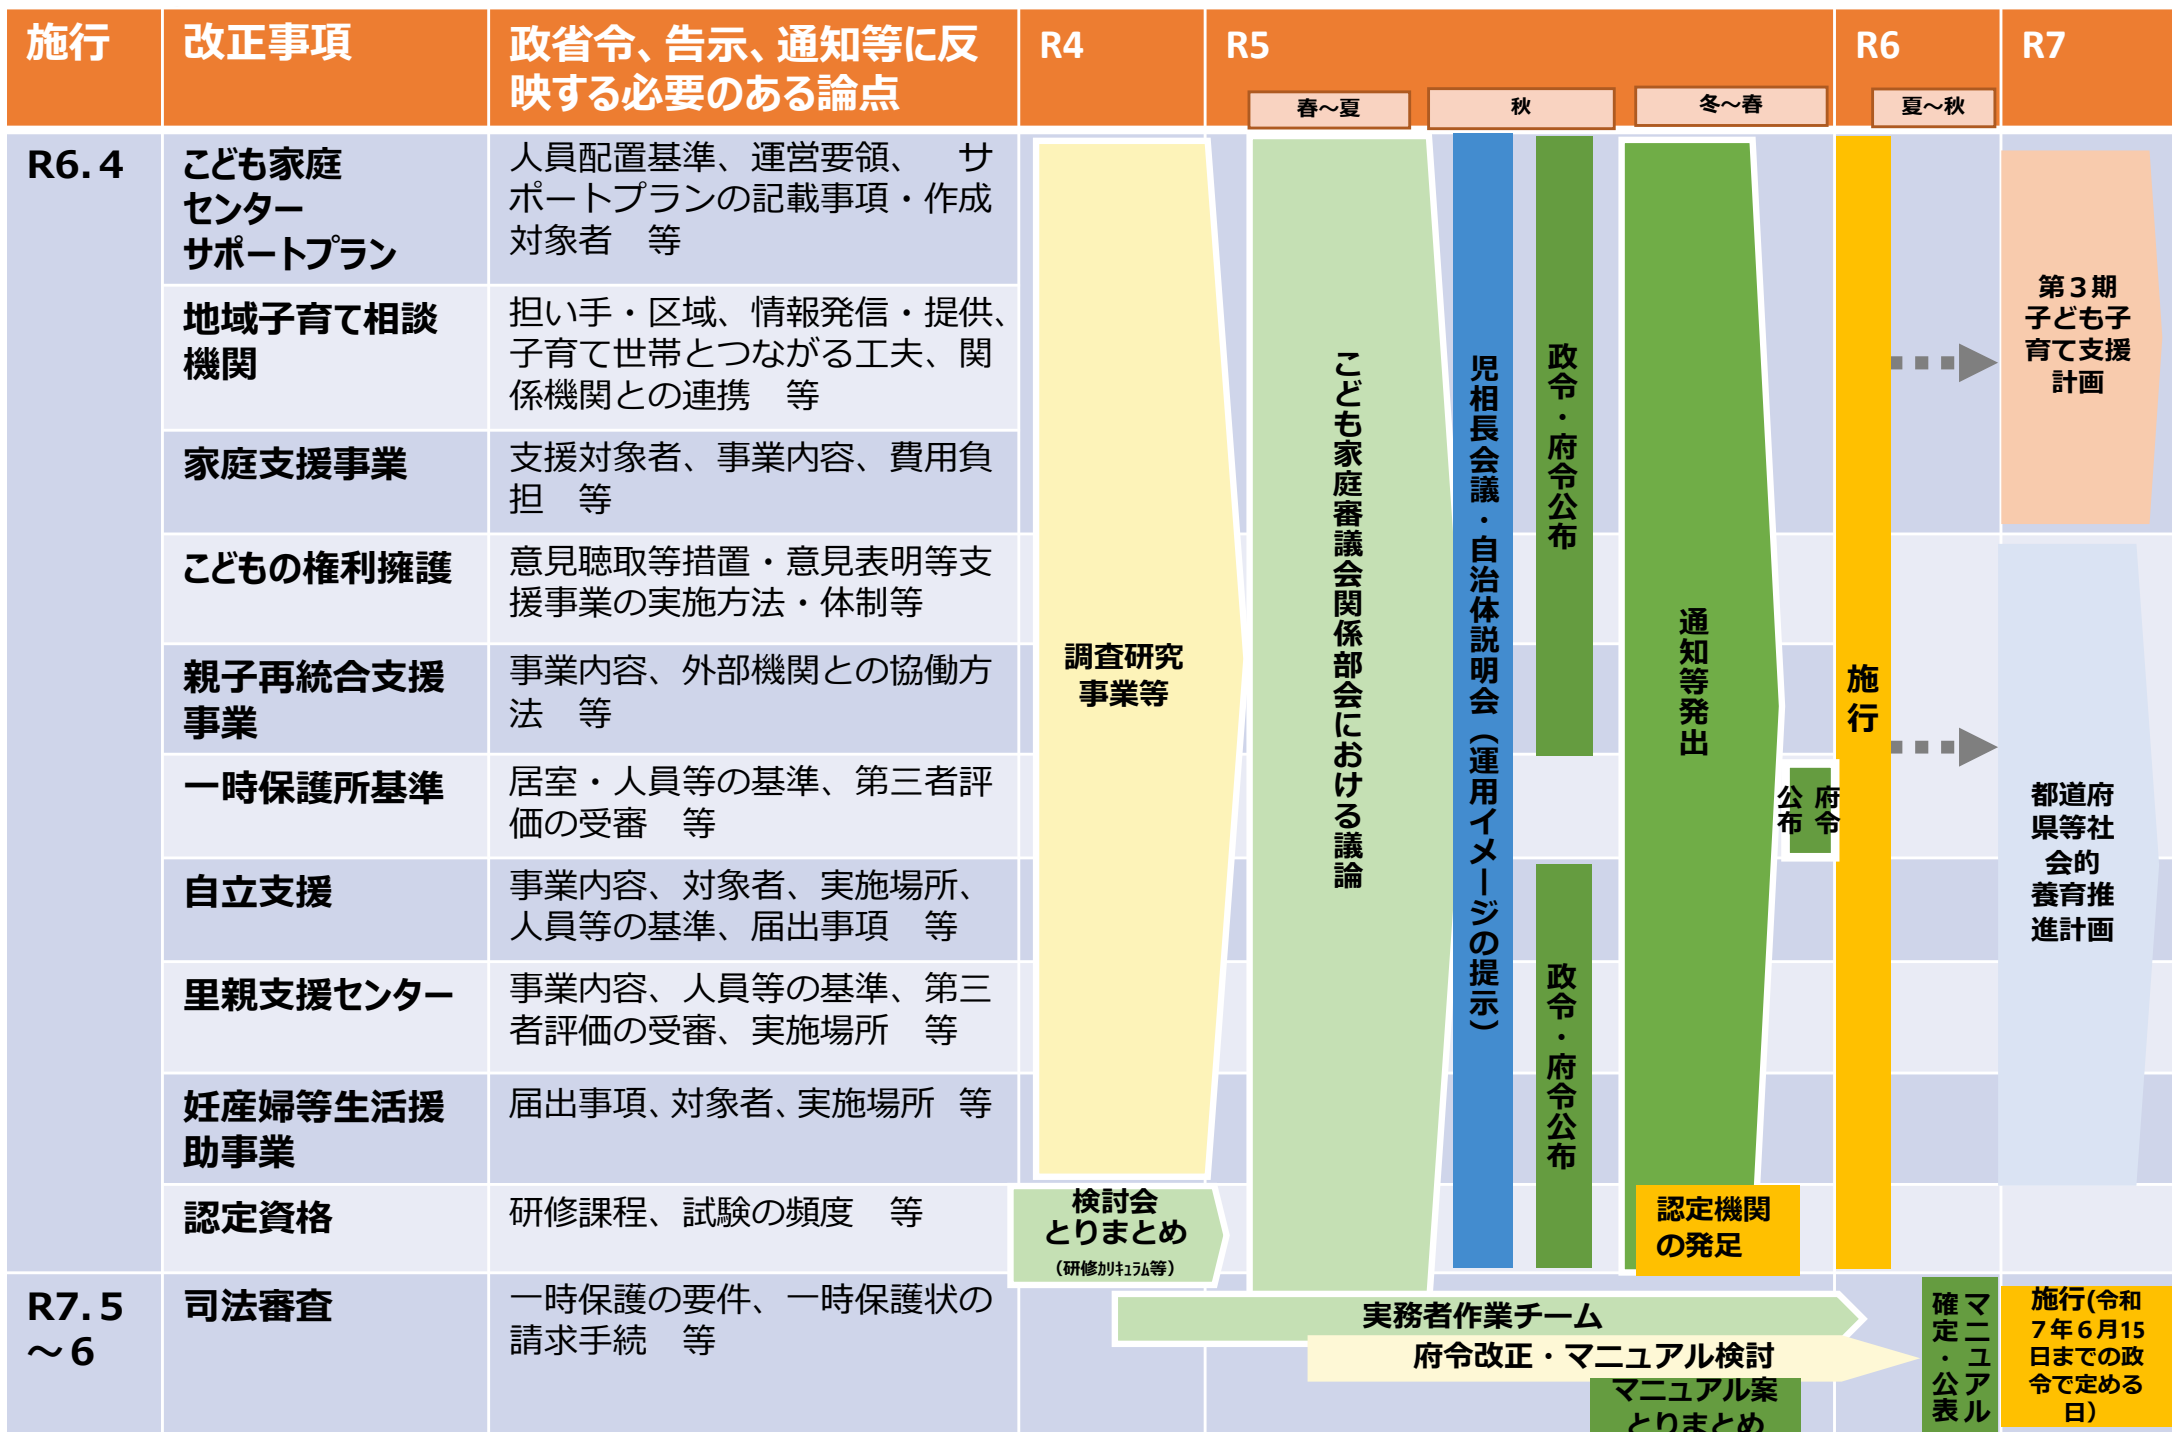 施行
改正事項
政省令、告示、通知等に反
映する必要のある論点
R4
R5
R6
R7
春～夏
秋
冬～春
夏～秋
R6.4
こども家庭
センター
サポートプラン
人員配置基準、運営要領、　サ
ポートプランの記載事項・作成
対象者　等
地域子育て相談
機関
担い手・区域、情報発信・提供、
子育て世帯とつながる工夫、関
係機関との連携　等
家庭支援事業
支援対象者、事業内容、費用負
担　等
こどもの権利擁護
意見聴取等措置・意見表明等支
援事業の実施方法・体制等
親子再統合支援
事業
事業内容、外部機関との協働方
法　等
一時保護所基準
居室・人員等の基準、第三者評
価の受審　等
自立支援
事業内容、対象者、実施場所、
人員等の基準、届出事項　等
里親支援センター
事業内容、人員等の基準、第三
者評価の受審、実施場所　等
妊産婦等生活援
助事業
届出事項、対象者、実施場所　等
認定資格
研修課程、試験の頻度　等
調査研究
事業等
検討会
とりまとめ
（研修ｶﾘｷｭﾗﾑ等）
こども家庭審議会関係部会における議論
児相長会議・自治体説明会（運用イメージの提示）
政令・府令公布
政令・府令公布
通知等発出
府令
公布
認定機関
の発足
施行
第３期
子ども子
育て支援
計画
都道府
県等社
会的
養育推
進計画
R7.5
～6
司法審査
一時保護の要件、一時保護状の
請求手続　等
実務者作業チーム
府令改正・マニュアル検討
マニュアル案
とりまとめ
マニュアル
確定・公表
施行(令和
７年６月15
日までの政
令で定める
日）